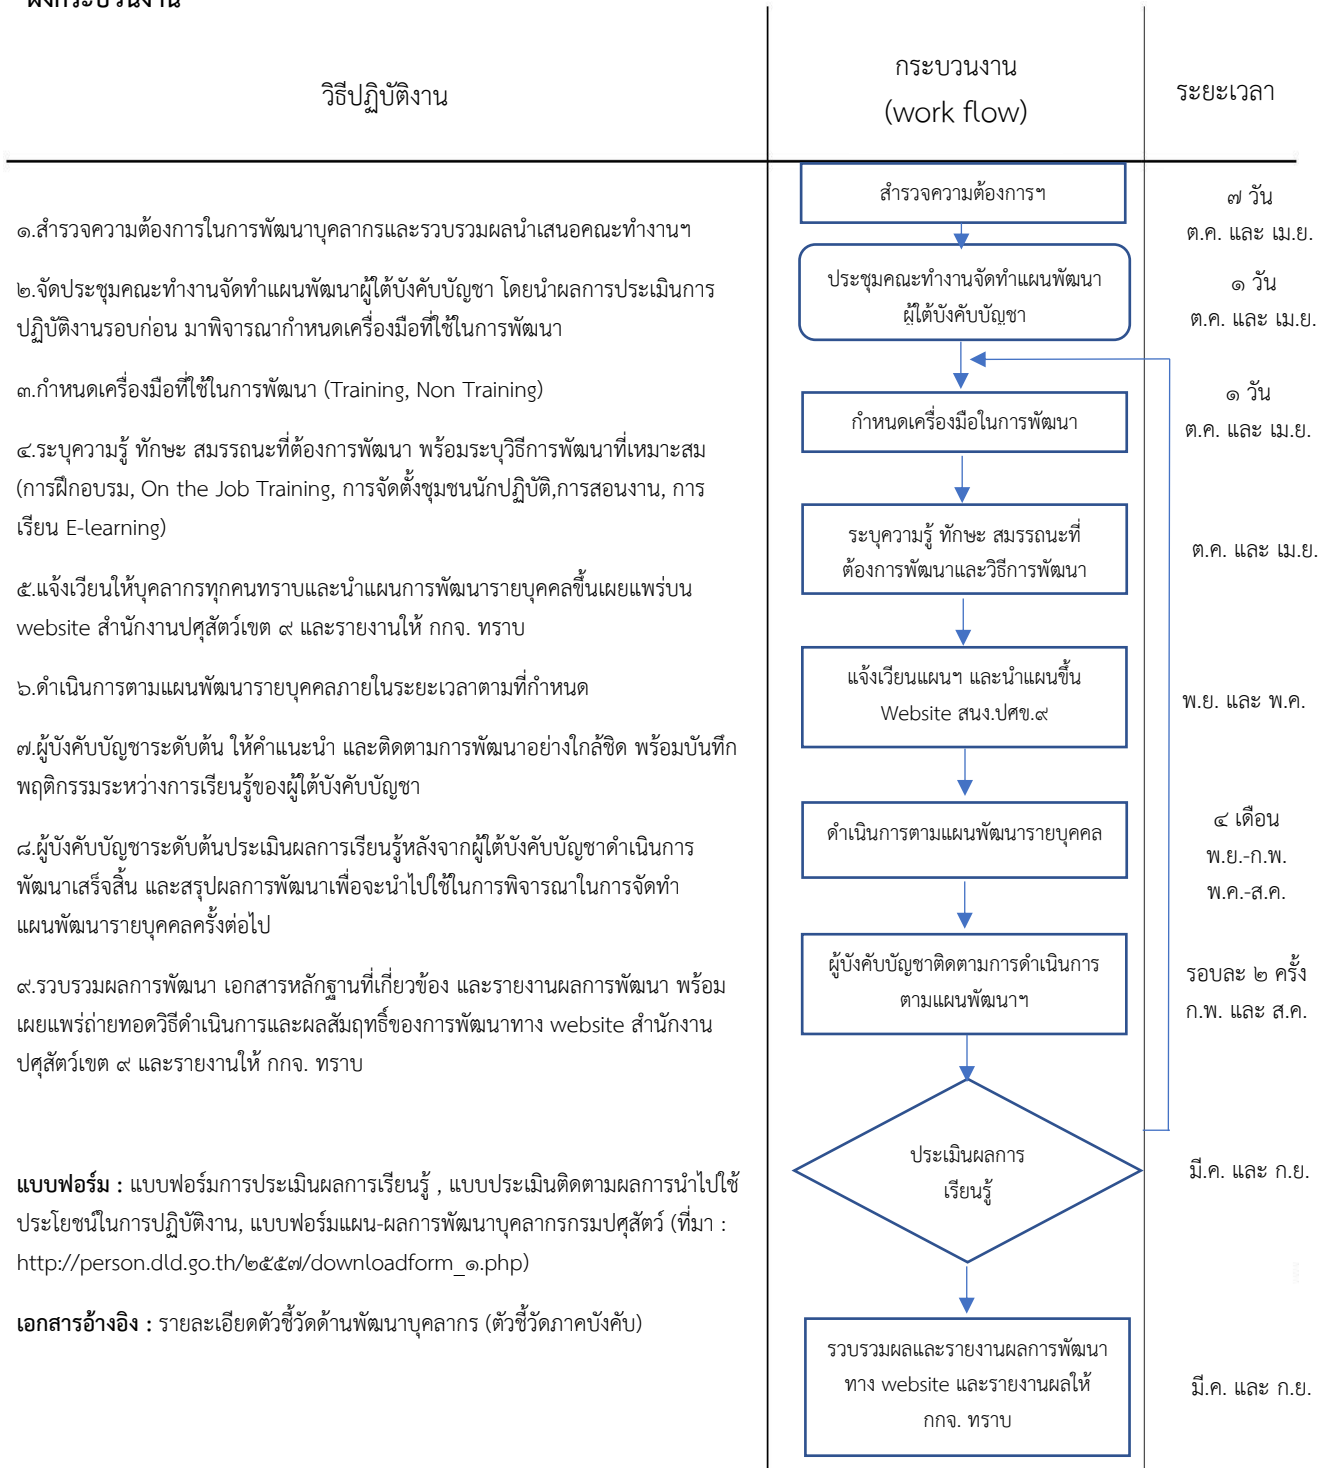 ผังกระบวนงาน
วิธีปฏิบัติงาน
กระบวนงาน
(work flow)
ระยะเวลา
๑.สำรวจความต้องการในการพัฒนาบุคลากรและรวบรวมผลนำเสนอคณะทำงานฯ
๒.จัดประชุมคณะทำงานจัดทำแผนพัฒนาผู้ใต้บังคับบัญชา โดยนำผลการประเมินการ
ปฏิบัติงานรอบก่อน มาพิจารณากำหนดเครื่องมือที่ใช้ในการพัฒนา
๓.กำหนดเครื่องมือที่ใช้ในการพัฒนา (Training, Non Training)
๔.ระบุความรู้ ทักษะ สมรรถนะที่ต้องการพัฒนา พร้อมระบุวิธีการพัฒนาที่เหมาะสม
(การฝึกอบรม, On the Job Training, การจัดตั้งชุมชนนักปฏิบัติ,การสอนงาน, การ
เรียน E-learning)
๕.แจ้งเวียนให้บุคลากรทุกคนทราบและนำแผนการพัฒนารายบุคคลขึ้นเผยแพร่บน
website สำนักงานปศุสัตว์เขต ๙ และรายงานให้ กกจ. ทราบ
๖.ดำเนินการตามแผนพัฒนารายบุคคลภายในระยะเวลาตามที่กำหนด
๗.ผู้บังคับบัญชาระดับต้น ให้คำแนะนำ และติดตามการพัฒนาอย่างใกล้ชิด พร้อมบันทึก
พฤติกรรมระหว่างการเรียนรู้ของผู้ใต้บังคับบัญชา
๘.ผู้บังคับบัญชาระดับต้นประเมินผลการเรียนรู้หลังจากผู้ใต้บังคับบัญชาดำเนินการ
พัฒนาเสร็จสิ้น และสรุปผลการพัฒนาเพื่อจะนำไปใช้ในการพิจารณาในการจัดทำ
แผนพัฒนารายบุคคลครั้งต่อไป
๙.รวบรวมผลการพัฒนา เอกสารหลักฐานที่เกี่ยวข้อง และรายงานผลการพัฒนา พร้อม
เผยแพร่ถ่ายทอดวิธีดำเนินการและผลสัมฤทธิ์ของการพัฒนาทาง website สำนักงาน
ปศุสัตว์เขต ๙ และรายงานให้ กกจ. ทราบ
แบบฟอร์ม : แบบฟอร์มการประเมินผลการเรียนรู้ , แบบประเมินติดตามผลการนำไปใช้
ประโยชน์ในการปฏิบัติงาน, แบบฟอร์มแผน-ผลการพัฒนาบุคลากรกรมปศุสัตว์ (ที่มา :
http://person.dld.go.th/๒๕๕๗/downloadform_๑.php)
เอกสารอ้างอิง : รายละเอียดตัวชี้วัดด้านพัฒนาบุคลากร (ตัวชี้วัดภาคบังคับ)
สำรวจความต้องการฯ
๗ วัน
ต.ค. และ เม.ย.
ประชุมคณะทำงานจัดทำแผนพัฒนา
ผู้ใต้บังคับบัญชา
๑ วัน
ต.ค. และ เม.ย.
กำหนดเครื่องมือในการพัฒนา
๑ วัน
ต.ค. และ เม.ย.
ระบุความรู้ ทักษะ สมรรถนะที่
ต้องการพัฒนาและวิธีการพัฒนา
ต.ค. และ เม.ย.
แจ้งเวียนแผนฯ และนำแผนขึ้น
Website สนง.ปศข.๙
พ.ย. และ พ.ค.
ดำเนินการตามแผนพัฒนารายบุคคล
๔ เดือน
พ.ย.-ก.พ.
พ.ค.-ส.ค.
ผู้บังคับบัญชาติดตามการดำเนินการ
ตามแผนพัฒนาฯ
รอบละ ๒ ครั้ง
ก.พ. และ ส.ค.
ประเมินผลการ
เรียนรู้
มี.ค. และ ก.ย.
รวบรวมผลและรายงานผลการพัฒนา
ทาง website และรายงานผลให้
กกจ. ทราบ
มี.ค. และ ก.ย.